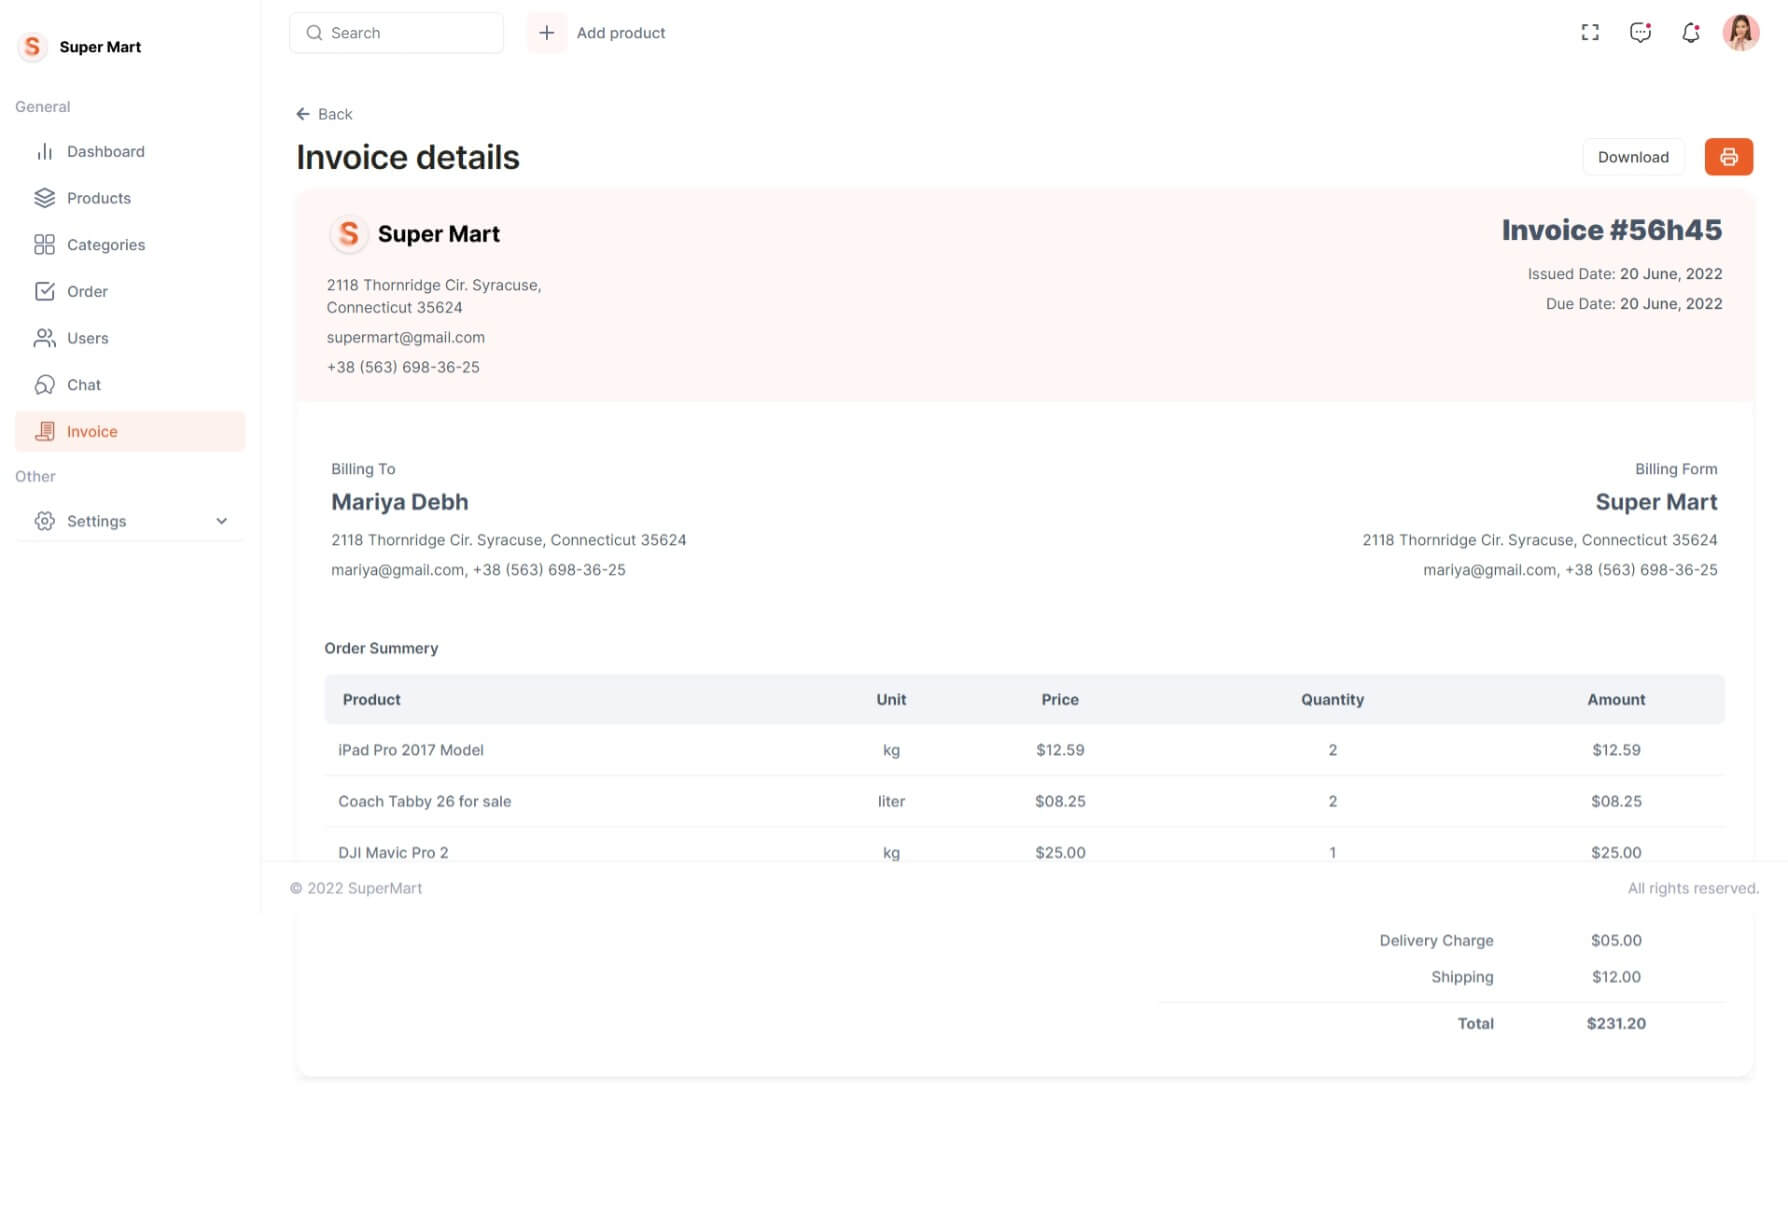 Super Mart
Search
+ Add product
General
Dashboard
Products
Categories
Order
Users
Chat
Invoice
Other
Settings
Back
Invoice details
Download
S Super Mart
2118 Thornridge Cir. Syracuse,
Connecticut 35624
supermart@gmail.com
+38 (563) 698-36-25
Invoice #56h45
Issued Date: 20 June, 2022
Due Date: 20 June, 2022
Billing To
Mariya Debh
2118 Thornridge Cir. Syracuse, Connecticut 35624
mariya@gmail.com, +38 (563) 698-36-25
Billing Form
Super Mart
2118 Thornridge Cir. Syracuse, Connecticut 35624
mariya@gmail.com, +38 (563) 698-36-25
Order Summery
Product Unit Price Quantity Amount
iPad Pro 2017 Model kg $12.59 2 $12.59
Coach Tabby 26 for sale liter $08.25 2 $08.25
DJI Mavic Pro 2 kg $25.00 1 $25.00
© 2022 SuperMart All rights reserved.
Delivery Charge $05.00
Shipping $12.00
Total $231.20